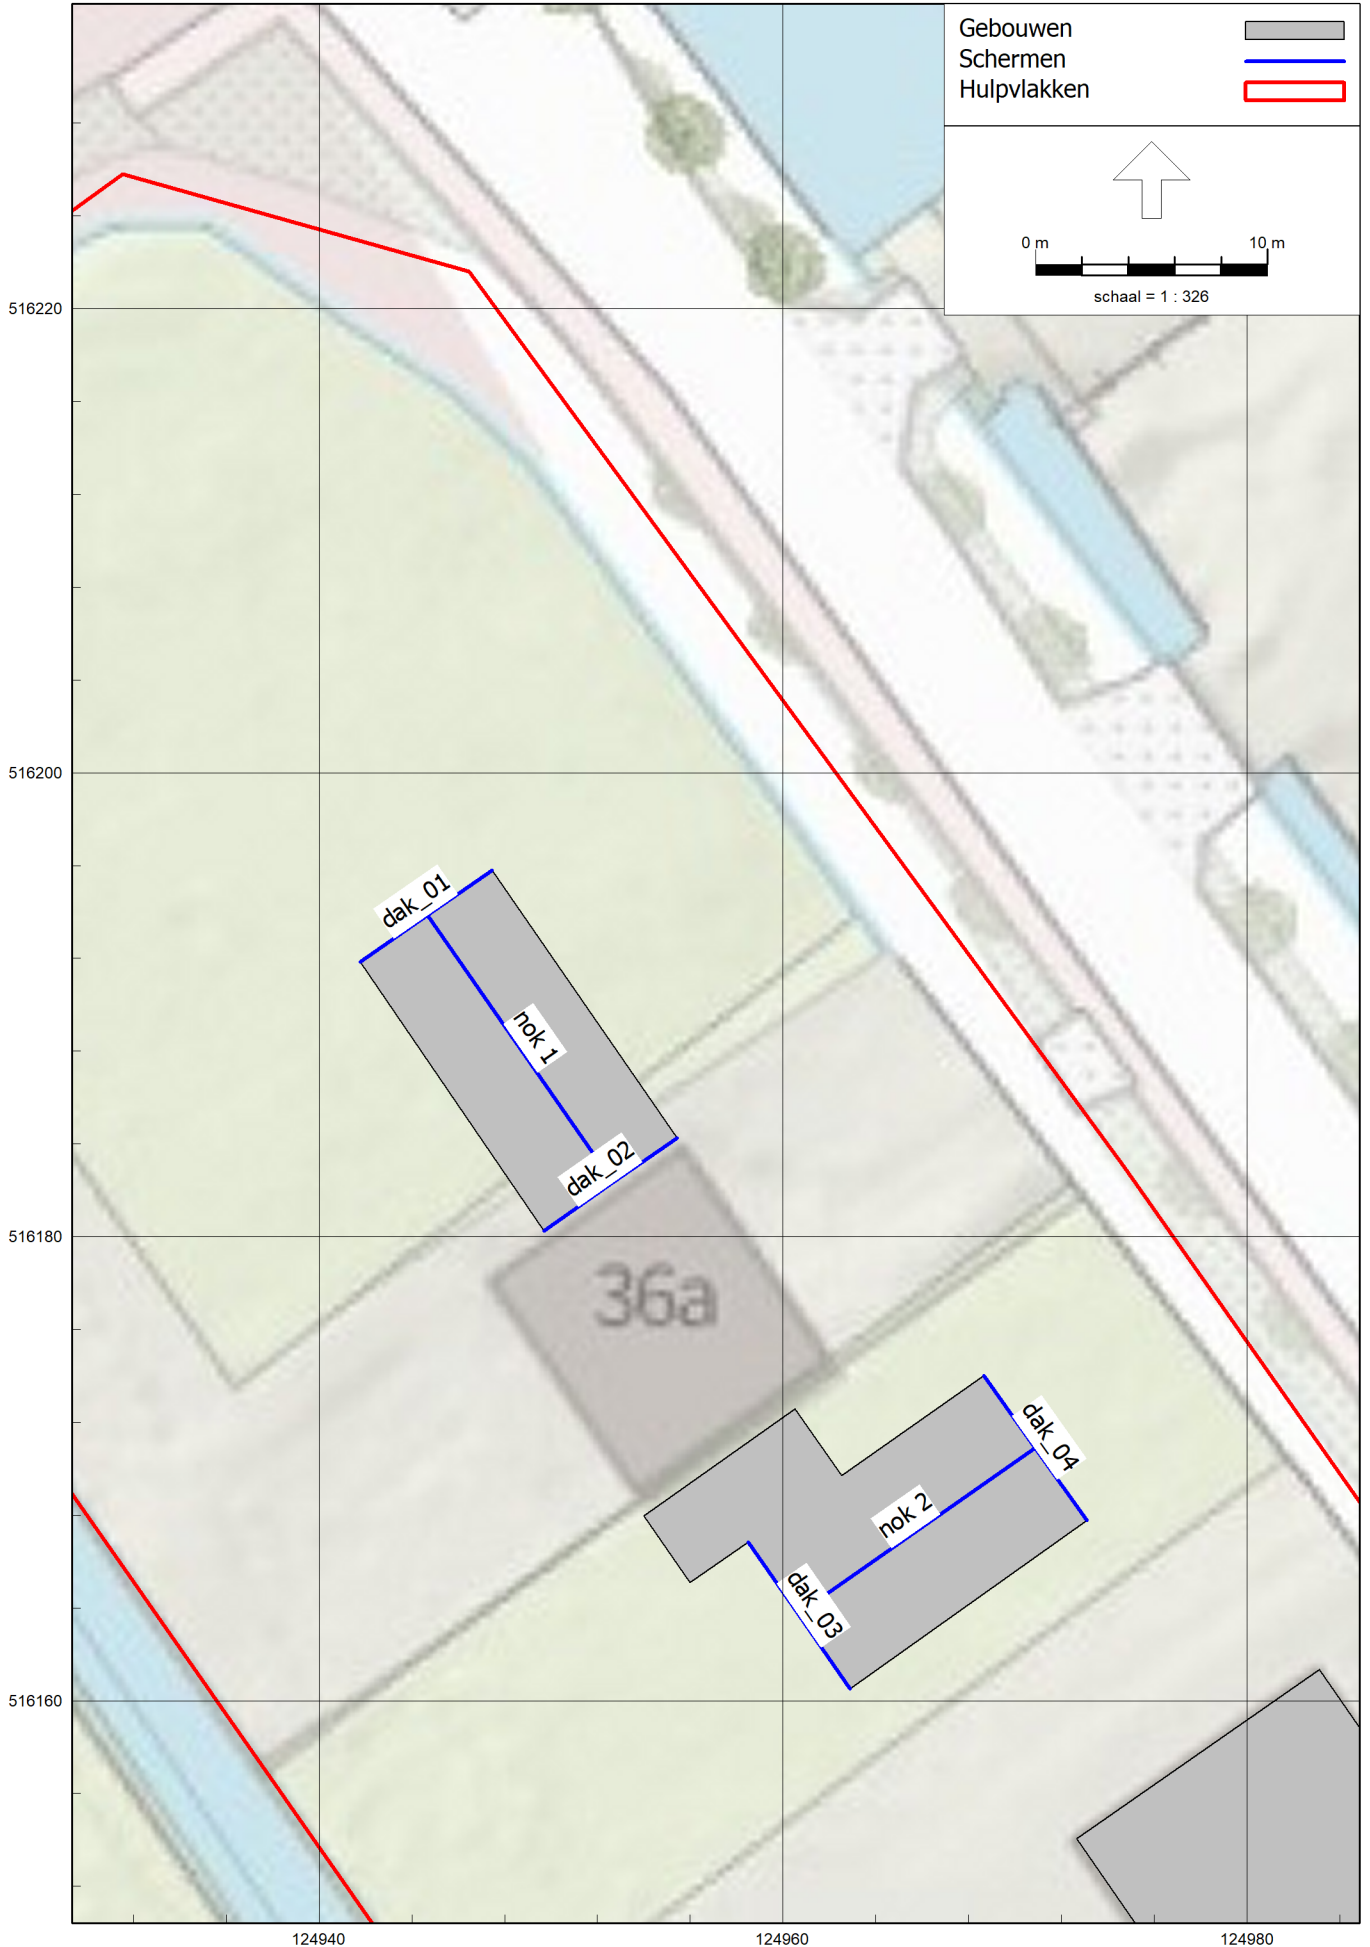 Gebouwen
Schermen
Hulpvlakken
0 m 10 m
schaal = 1 : 326
516220
516200
dak_01
nok 1
dak_02
516180
36a
dak_04
nok 2
dak_03
516160
124940 124960 124980